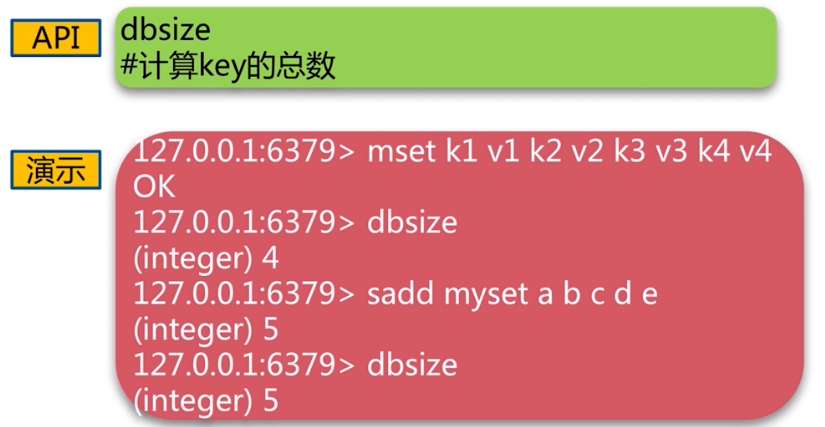 API
dbsize
#计算key的总数
演示
127.0.0.1:6379> mset k1 v1 k2 v2 k3 v3 k4 v4
OK
127.0.0.1:6379> dbsize
(integer) 4
127.0.0.1:6379> sadd myset a b c d e
(integer) 5
127.0.0.1:6379> dbsize
(integer) 5